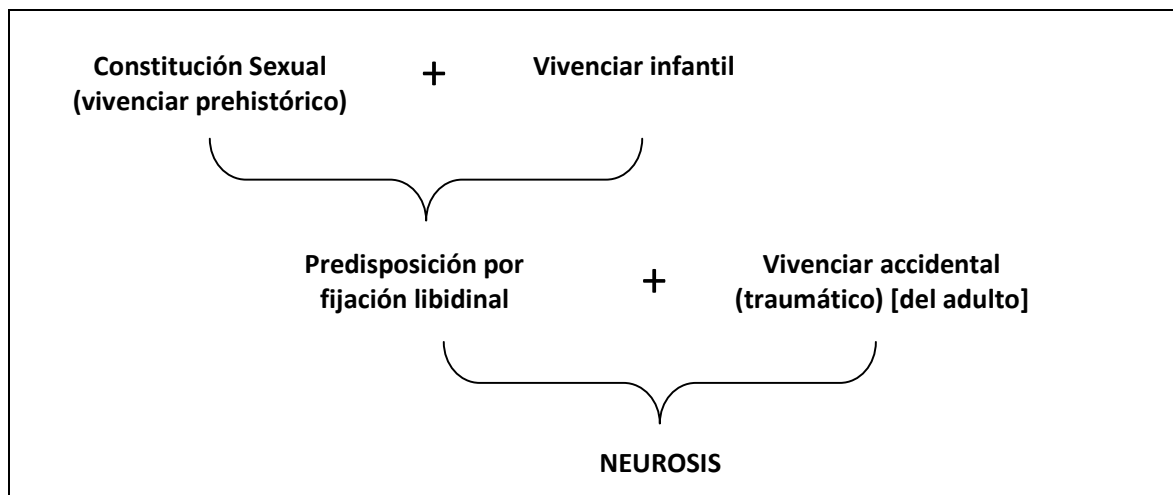 Constitución Sexual + Vivenciar infantil
(vivenciar prehistórico)
Predisposición por + Vivenciar accidental
fijación libidinal (traumático) [del adulto]
NEUROSIS